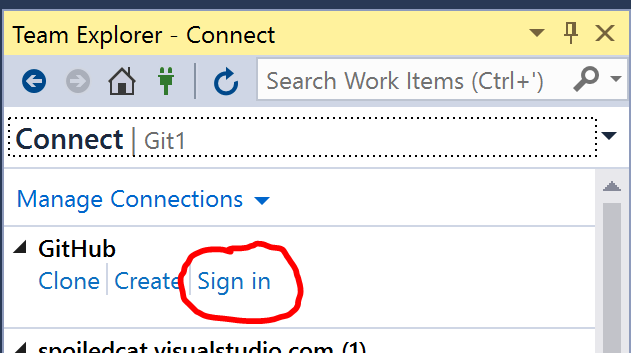 Team Explorer - Connect
Search Work Items (Ctrl+')
Connect | Git1
Manage Connections
GitHub
Clone | Create | Sign in
spoiledcat.visualstudio.com (1)